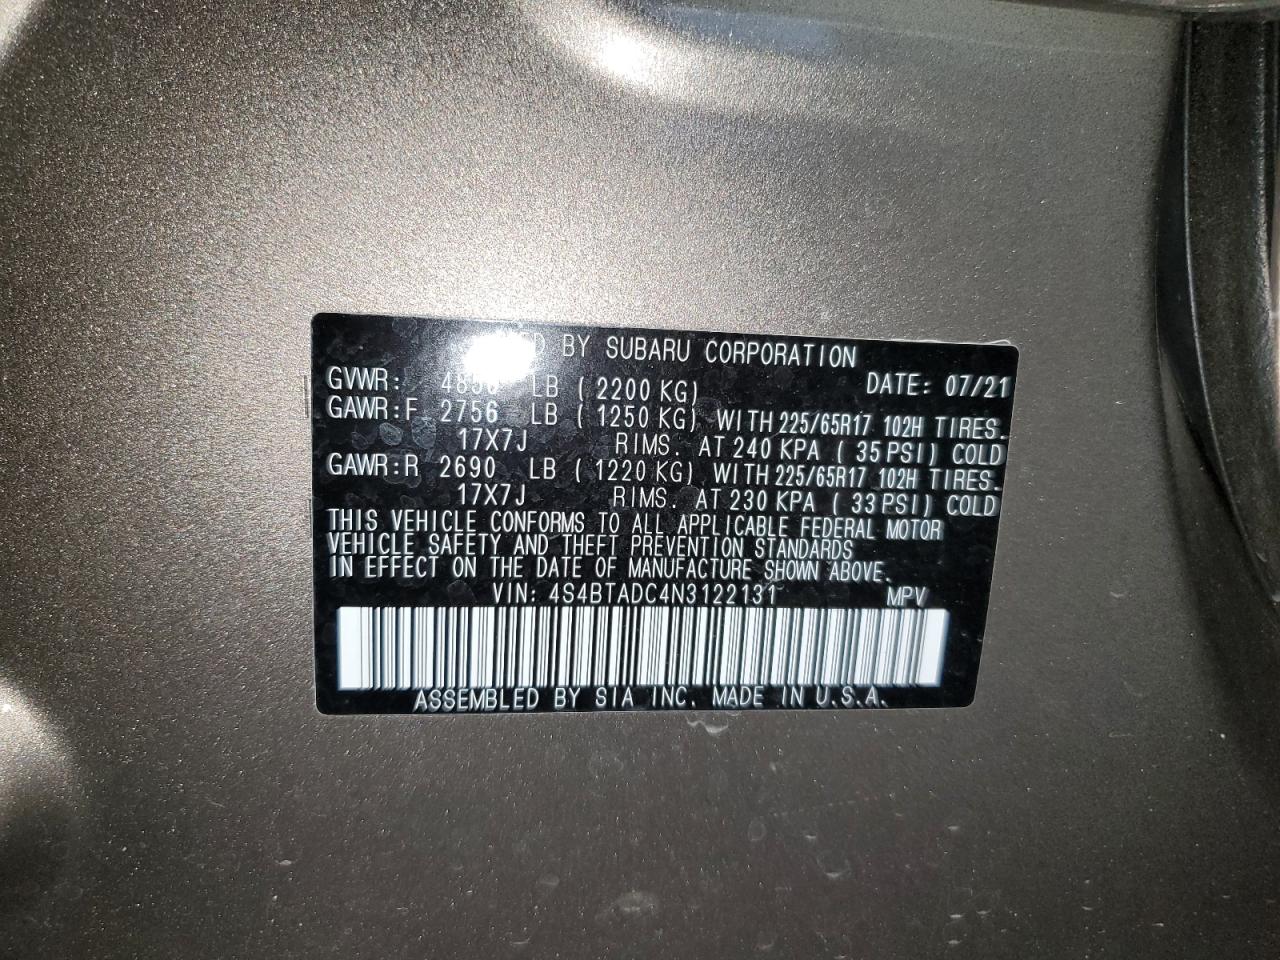 BY SUBARU CORPORATION
GVWR: LB ( 2200 KG) DATE: 07/21
GAWR:F 2756 LB ( 1250 KG) WITH 225/65R17 102H TIRES.
17X7J RIMS. AT 240 KPA ( 35 PSI) COLD
GAWR:R 2690 LB ( 1220 KG) WITH 225/65R17 102H TIRES.
17X7J RIMS. AT 230 KPA ( 33 PSI) COLD
THIS VEHICLE CONFORMS TO ALL APPLICABLE FEDERAL MOTOR
VEHICLE SAFETY AND THEFT PREVENTION STANDARDS
IN EFFECT ON THE DATE OF MANUFACTURE SHOWN ABOVE.
VIN: 4S4BTADC4N3122131 MPV
ASSEMBLED BY SIA INC. MADE IN U.S.A.